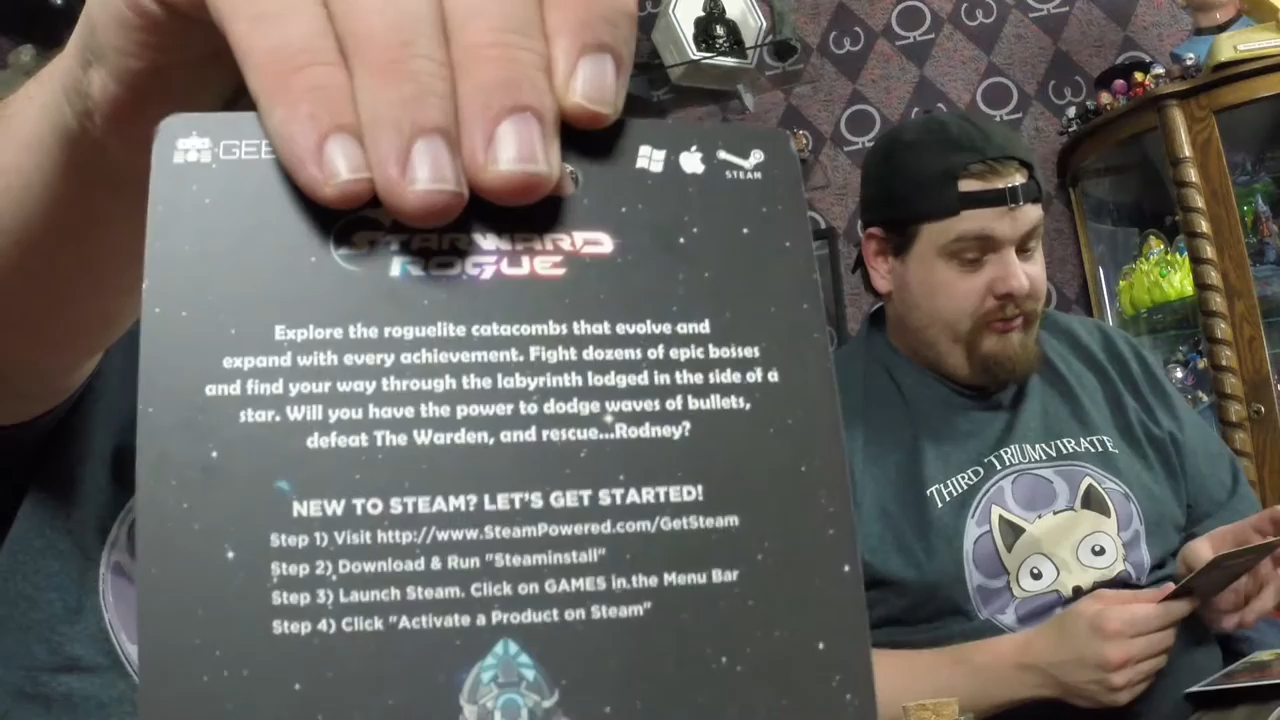 GEE
STEAM
STARWARD
ROGUE
Explore the roguelite catacombs that evolve and
expand with every achievement. Fight dozens of epic bosses
and find your way through the labyrinth lodged in the side of a
star. Will you have the power to dodge waves of bullets,
defeat The Warden, and rescue...Rodney?
NEW TO STEAM? LET'S GET STARTED!
Step 1) Visit http://www.SteamPowered.com/GetSteam
Step 2) Download & Run "Steaminstall"
Step 3) Launch Steam. Click on GAMES in the Menu Bar
Step 4) Click "Activate a Product on Steam"
THIRD TRIUMVIRATE